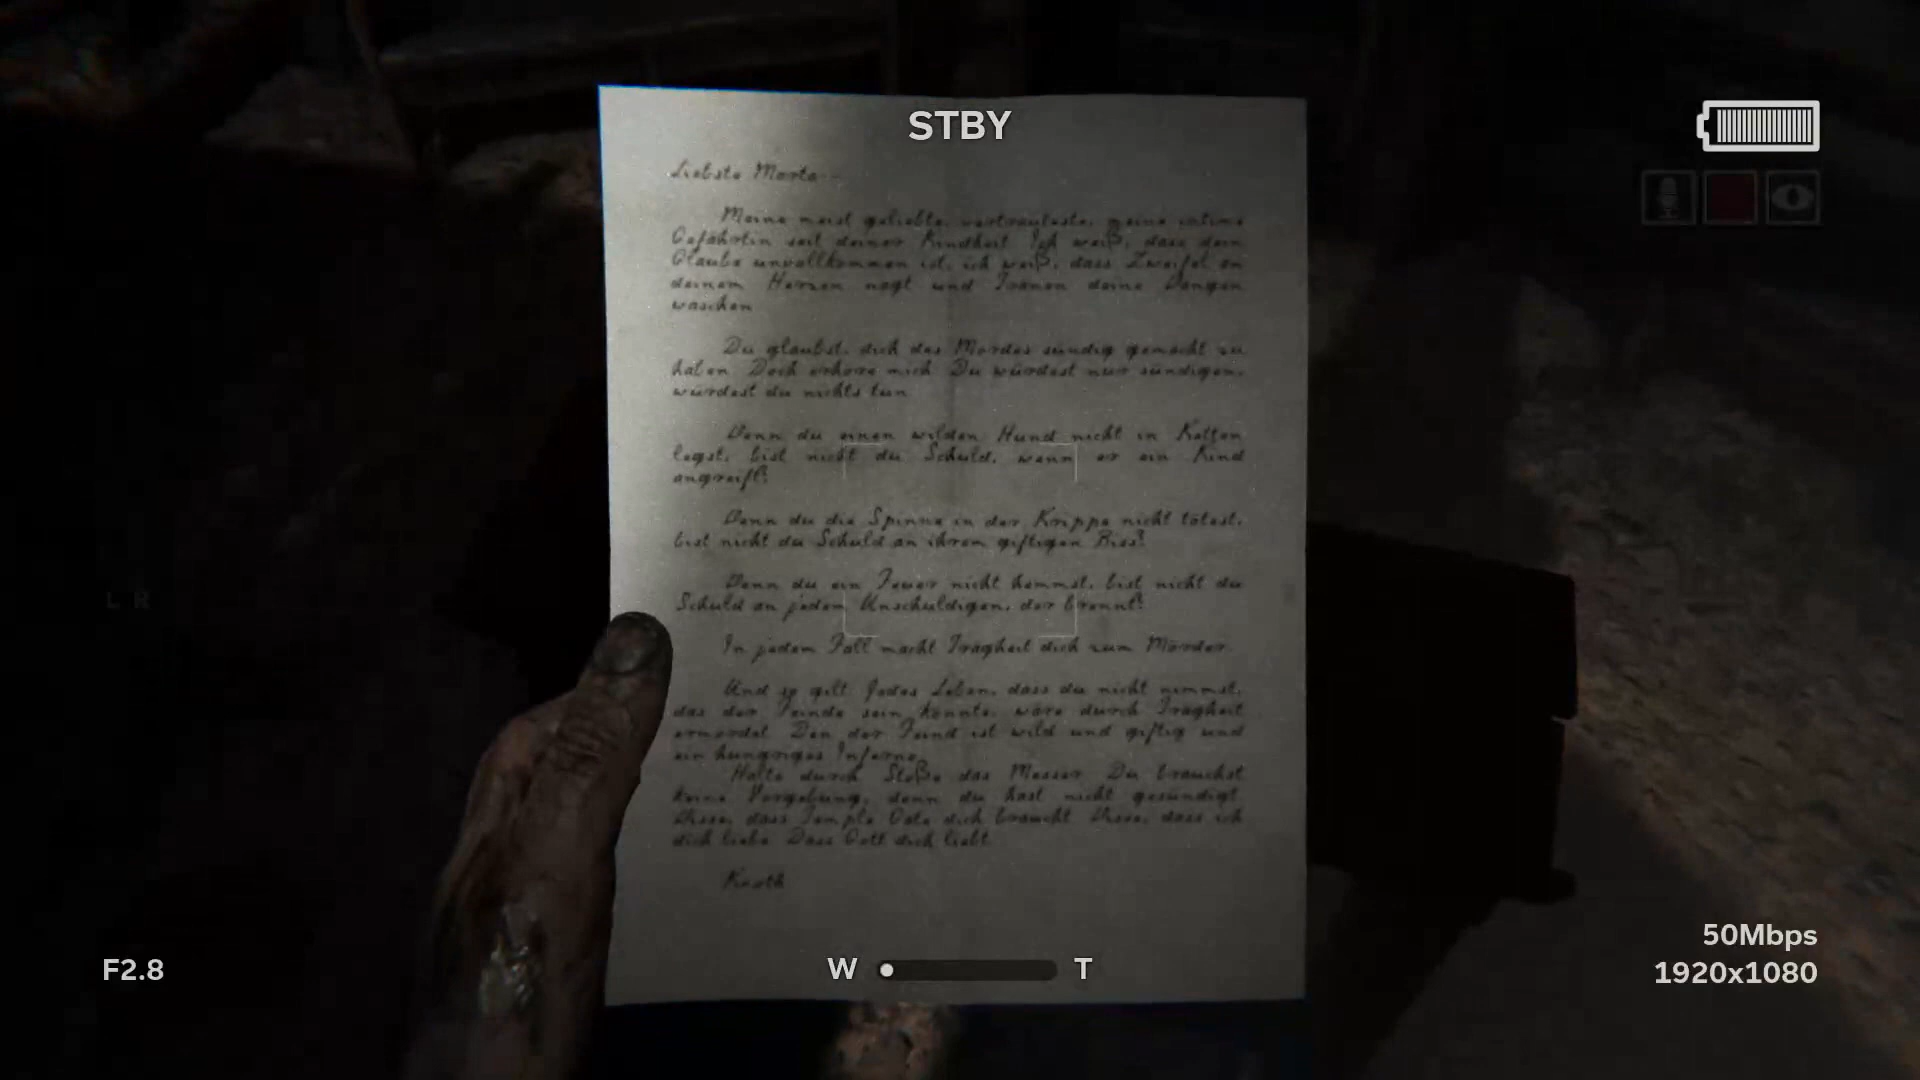 STBY
Liebste Marta -
Meine meist geliebte, vertrauteste, meine intime
Gefährtin seit deiner Kindheit. Ich weiß, dass dein
Glaube unvollkommen ist, ich weiß, dass Zweifel an
deinem Herzen nagt und Tränen deine Wangen
waschen.
Du glaubst, dich des Mordes sündig gemacht zu
haben. Doch erhöre mich. Du würdest nur sündigen,
würdest du nichts tun.
Wenn du einen wilden Hund nicht in Ketten
legst, bist nicht du Schuld, wenn er ein Kind
angreift?
Wenn du die Spinne in der Krippe nicht tötest,
bist nicht du Schuld an ihrem giftigen Biss?
Wenn du ein Feuer nicht hemmst, bist nicht du
Schuld an jedem Unschuldigen, der brennt?
In jedem Fall macht Trägheit dich zum Mörder.
Und so gilt: Jedes Leben, dass du nicht nimmst,
das der Feinde sein könnte, wäre durch Trägheit
ermordet. Den der Feind ist wild und giftig und
ein hungriges Inferno.
Halte durch. Stoße das Messer. Du brauchst
keine Vergebung, denn du hast nicht gesündigt.
Wisse, dass Temple Gate dich braucht. Wisse, dass ich
dich liebe. Dass Gott dich liebt.
Knoth
L R
F2.8
W T
50Mbps
1920x1080